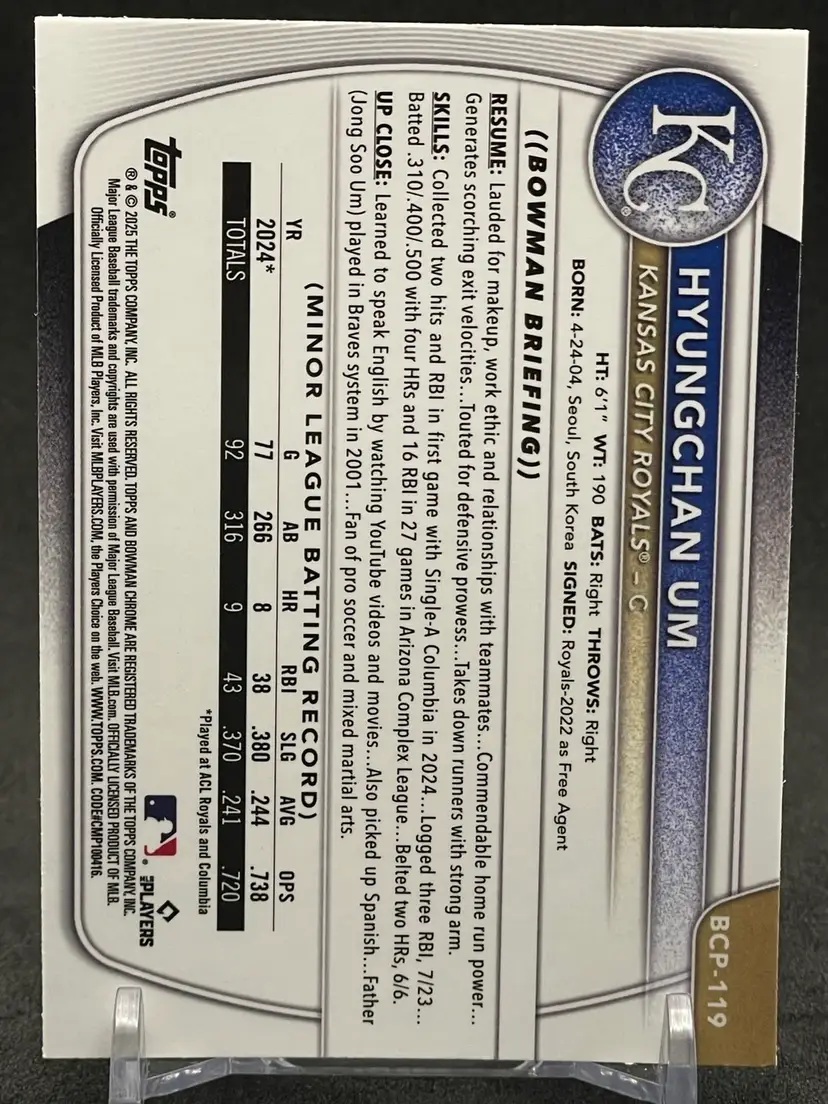 BCP-119
KC®
HYUNGCHAN UM
KANSAS CITY ROYALS® – C
HT: 6'1" WT: 190 BATS: Right THROWS: Right
BORN: 4-24-04, Seoul, South Korea SIGNED: Royals-2022 as Free Agent
((BOWMAN BRIEFING))
RESUME: Lauded for makeup, work ethic and relationships with teammates...Commendable home run power...
Generates scorching exit velocities...Touted for defensive prowess...Takes down runners with strong arm.
SKILLS: Collected two hits and RBI in first game with Single-A Columbia in 2024...Logged three RBI, 7/23...
Batted .310/.400/.500 with four HRs and 16 RBI in 27 games in Arizona Complex League...Belted two HRs, 6/6.
UP CLOSE: Learned to speak English by watching YouTube videos and movies...Also picked up Spanish...Father
(Jong Soo Um) played in Braves system in 2001...Fan of pro soccer and mixed martial arts.
(MINOR LEAGUE BATTING RECORD)
YR G AB HR RBI SLG AVG OPS
2024* 77 266 8 38 .380 .244 .738
TOTALS 92 316 9 43 .370 .241 .720
*Played at ACL Royals and Columbia
topps®
MLB PLAYERS
® & © 2025 THE TOPPS COMPANY, INC. ALL RIGHTS RESERVED. TOPPS AND BOWMAN CHROME ARE REGISTERED TRADEMARKS OF THE TOPPS COMPANY, INC.
Major League Baseball trademarks and copyrights are used with permission of Major League Baseball. Visit MLB.com. OFFICIALLY LICENSED PRODUCT OF MLB.
Officially Licensed Product of MLB Players, Inc. Visit MLBPLAYERS.COM, the Players Choice on the web. WWW.TOPPS.COM. CODE#CMP100416.